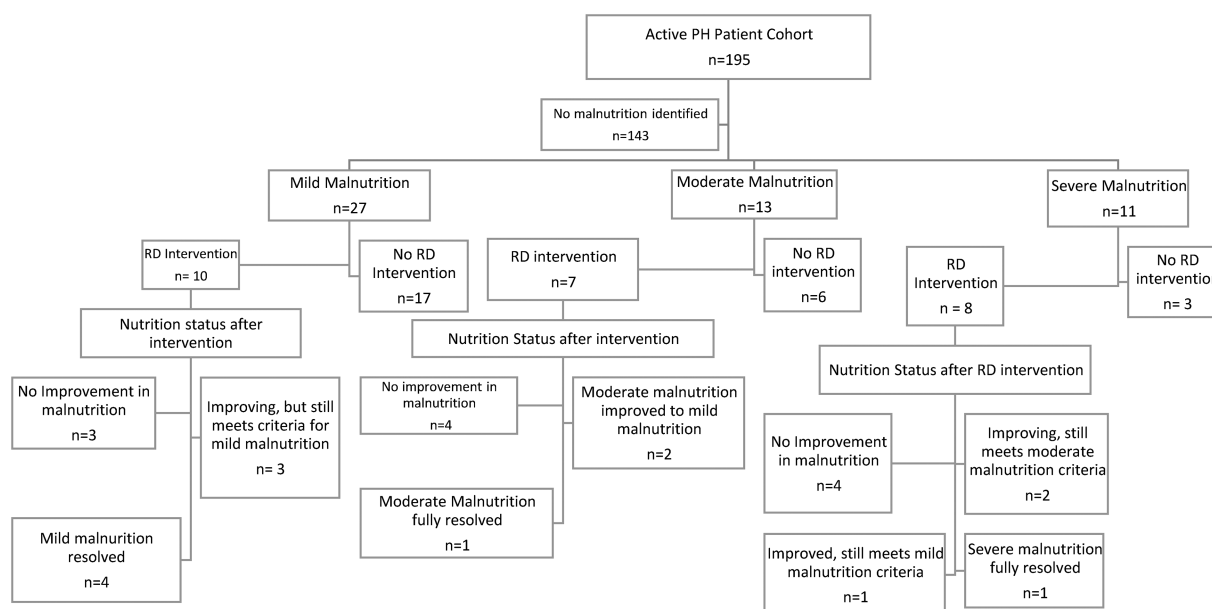 Active PH Patient Cohort
n=195
No malnutrition identified
n=143
Mild Malnutrition
n=27
Moderate Malnutrition
n=13
Severe Malnutrition
n=11
RD Intervention
n= 10
No RD
Intervention
n=17
RD intervention
n=7
No RD
intervention
n=6
RD
Intervention
n = 8
No RD
intervention
n= 3
Nutrition status after
intervention
Nutrition Status after intervention
Nutrition Status after RD intervention
No Improvement in
malnutrition
n=3
Improving, but still
meets criteria for
mild malnutrition
n= 3
Mild malnurition
resolved
n=4
No improvement in
malnutrition
n=4
Moderate malnutrition
improved to mild
malnutrition
n=2
Moderate Malnutrition
fully resolved
n=1
No Improvement
in malnutrition
n=4
Improving, still
meets moderate
malnutrition criteria
n=2
Improved, still meets mild
malnutrition criteria
n=1
Severe malnutrition
fully resolved
n=1